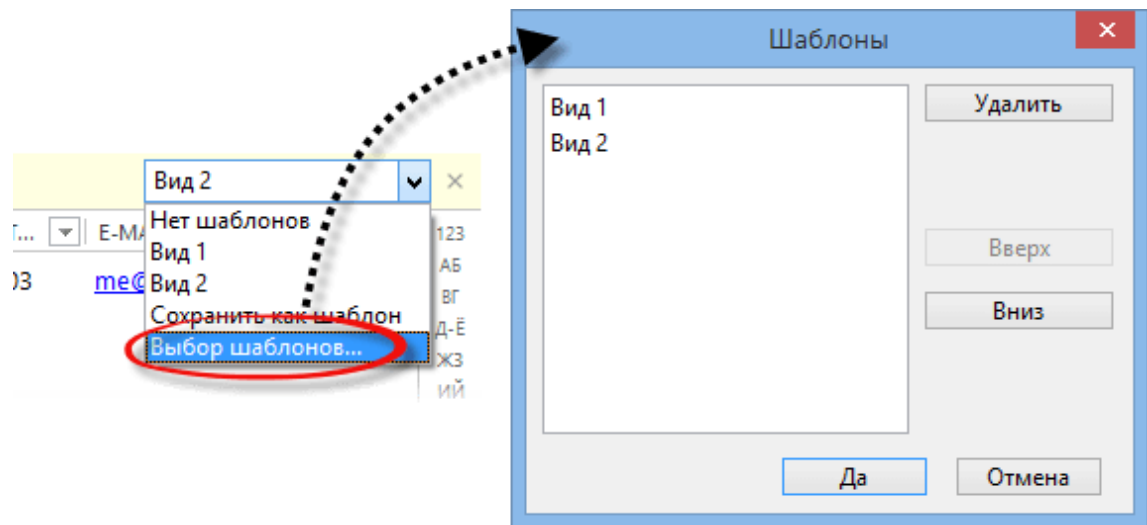 Шаблоны
Вид 1
Вид 2
Удалить
Вверх
Вниз
Да
Отмена
Вид 2
Нет шаблонов
Вид 1
Вид 2
Сохранить как шаблон
Выбор шаблонов...
Т... E-MA
03 me@
123
АБ
ВГ
Д-Ё
ЖЗ
ИЙ